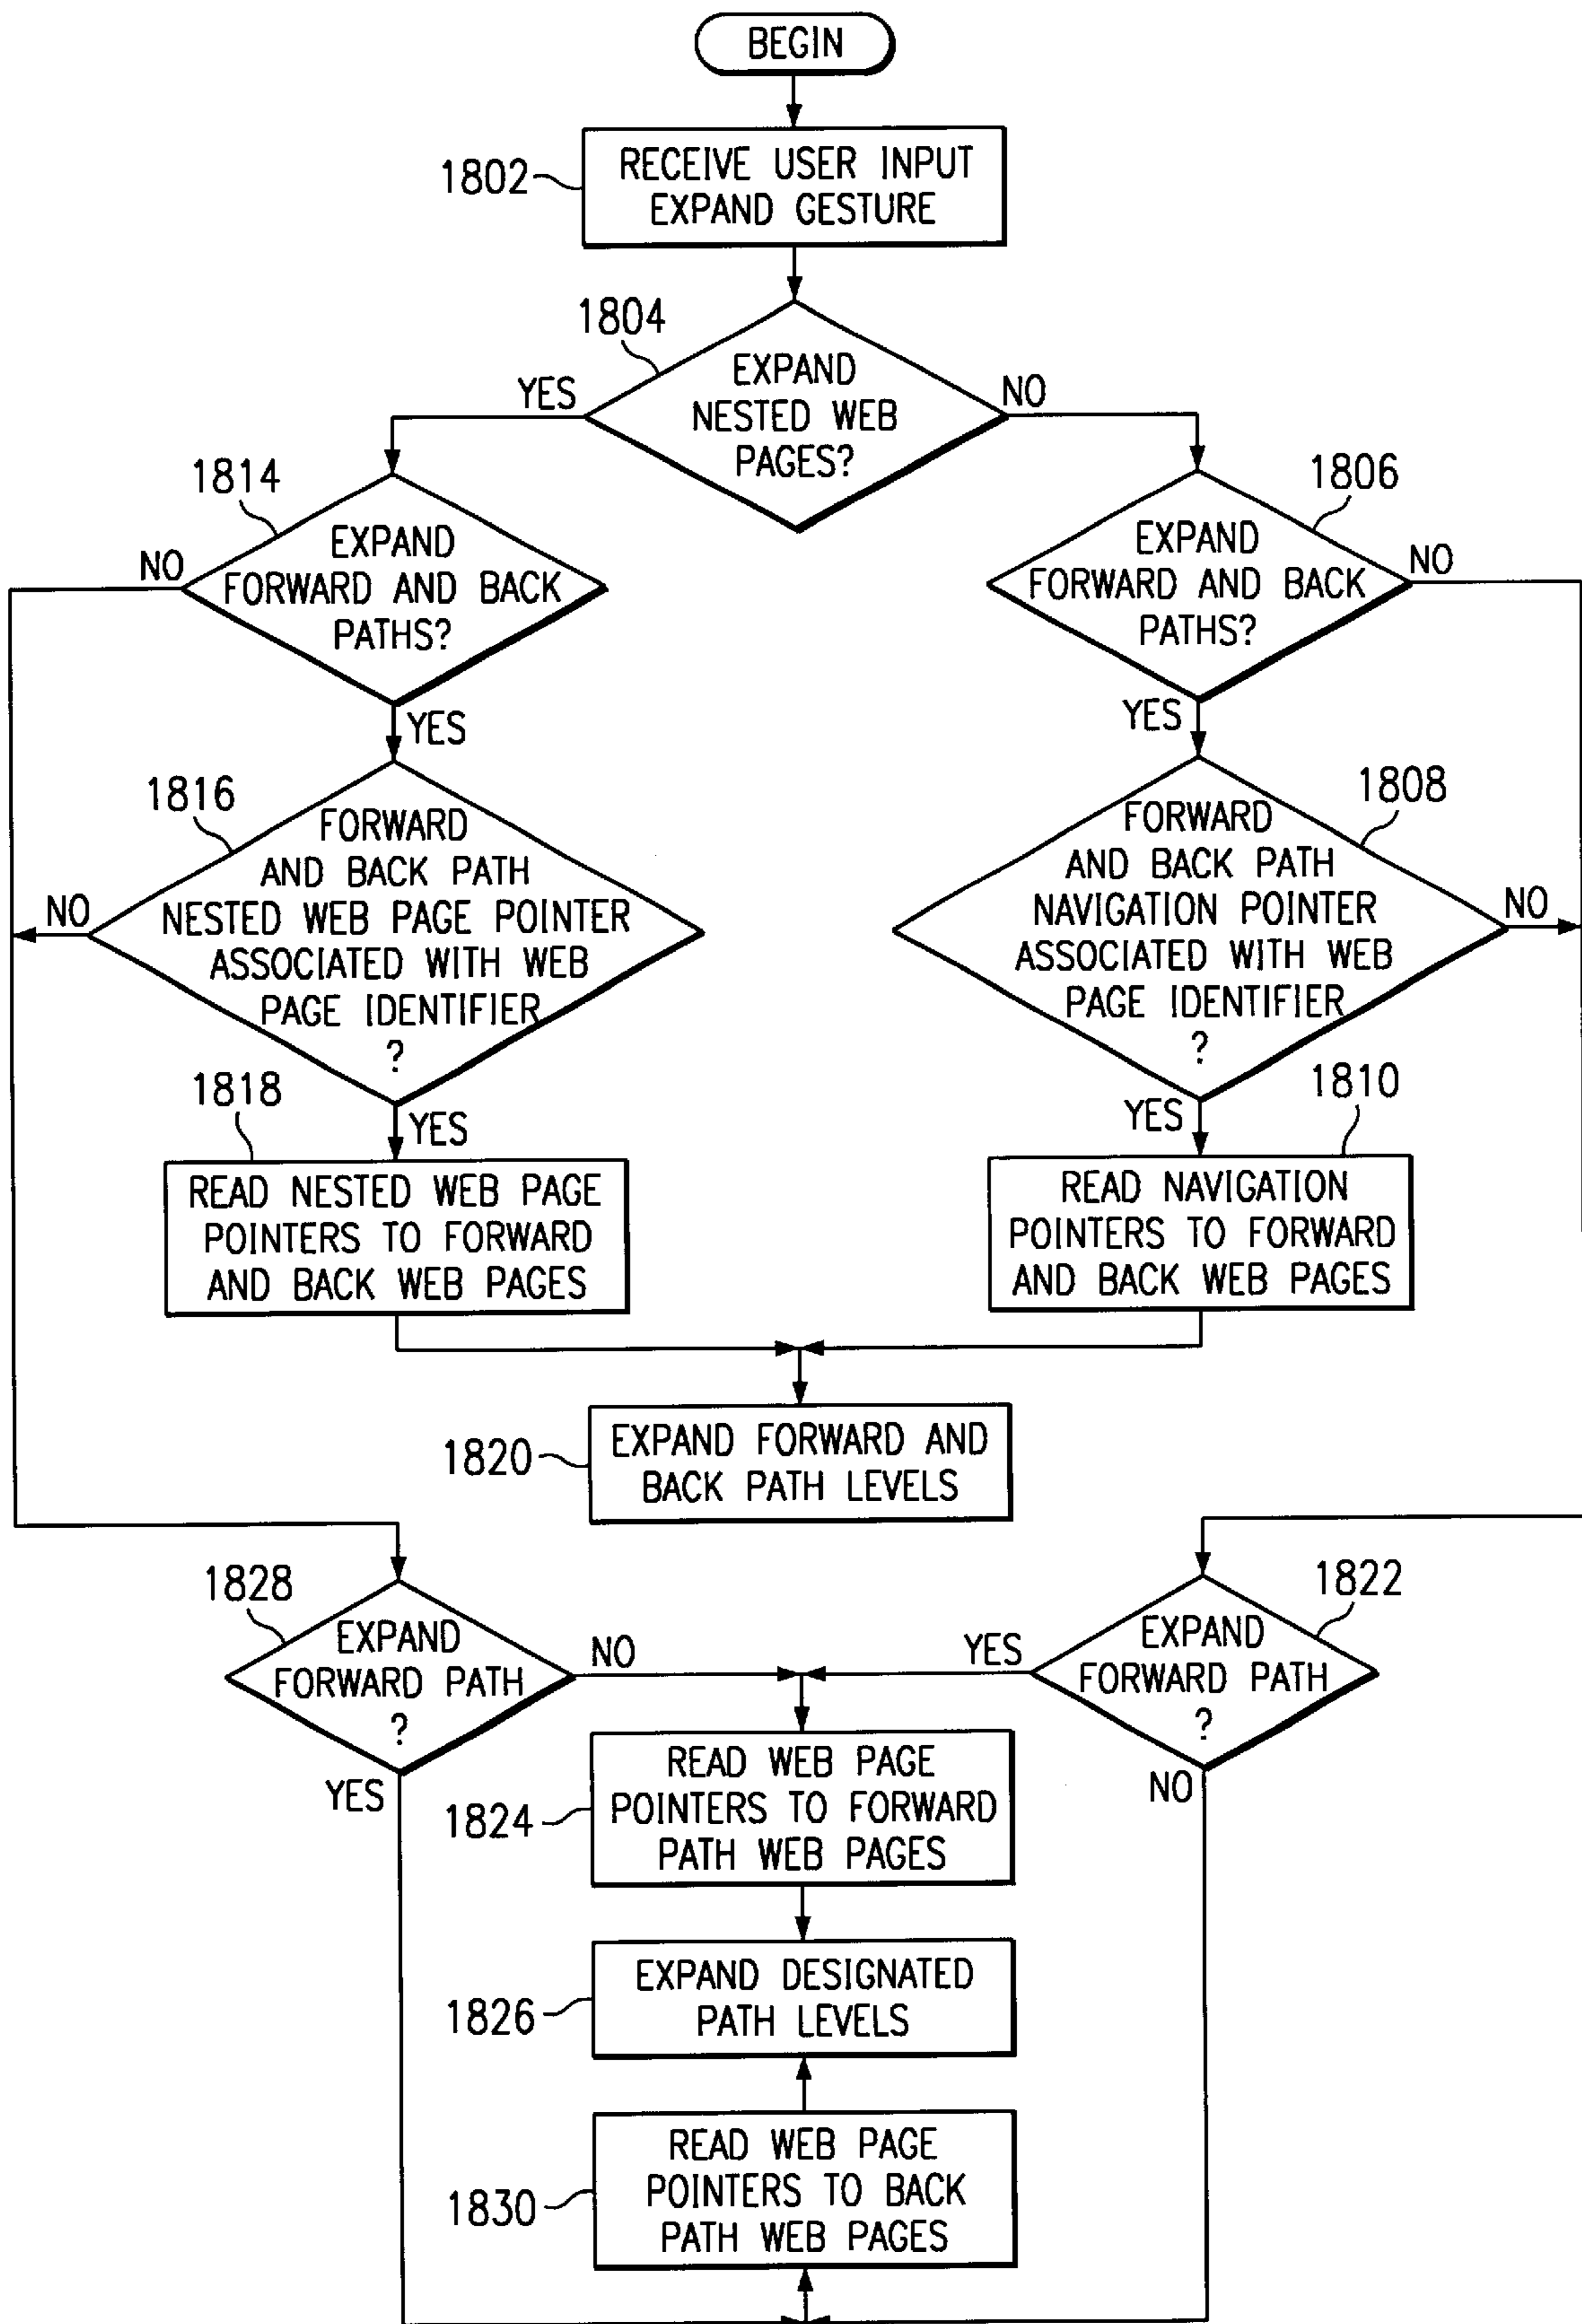 BEGIN
1802
RECEIVE USER INPUT
EXPAND GESTURE
1804
EXPAND
NESTED WEB
PAGES?
YES
NO
1814
EXPAND
FORWARD AND BACK
PATHS?
NO
YES
1806
EXPAND
FORWARD AND BACK
PATHS?
NO
YES
1816
FORWARD
AND BACK PATH
NESTED WEB PAGE POINTER
ASSOCIATED WITH WEB
PAGE IDENTIFIER
?
NO
YES
1808
FORWARD
AND BACK PATH
NAVIGATION POINTER
ASSOCIATED WITH WEB
PAGE IDENTIFIER
?
NO
YES
1818
READ NESTED WEB PAGE
POINTERS TO FORWARD
AND BACK WEB PAGES
1810
READ NAVIGATION
POINTERS TO FORWARD
AND BACK WEB PAGES
1820
EXPAND FORWARD AND
BACK PATH LEVELS
1828
EXPAND
FORWARD PATH
?
NO
YES
1822
EXPAND
FORWARD PATH
?
YES
NO
1824
READ WEB PAGE
POINTERS TO FORWARD
PATH WEB PAGES
1826
EXPAND DESIGNATED
PATH LEVELS
1830
READ WEB PAGE
POINTERS TO BACK
PATH WEB PAGES